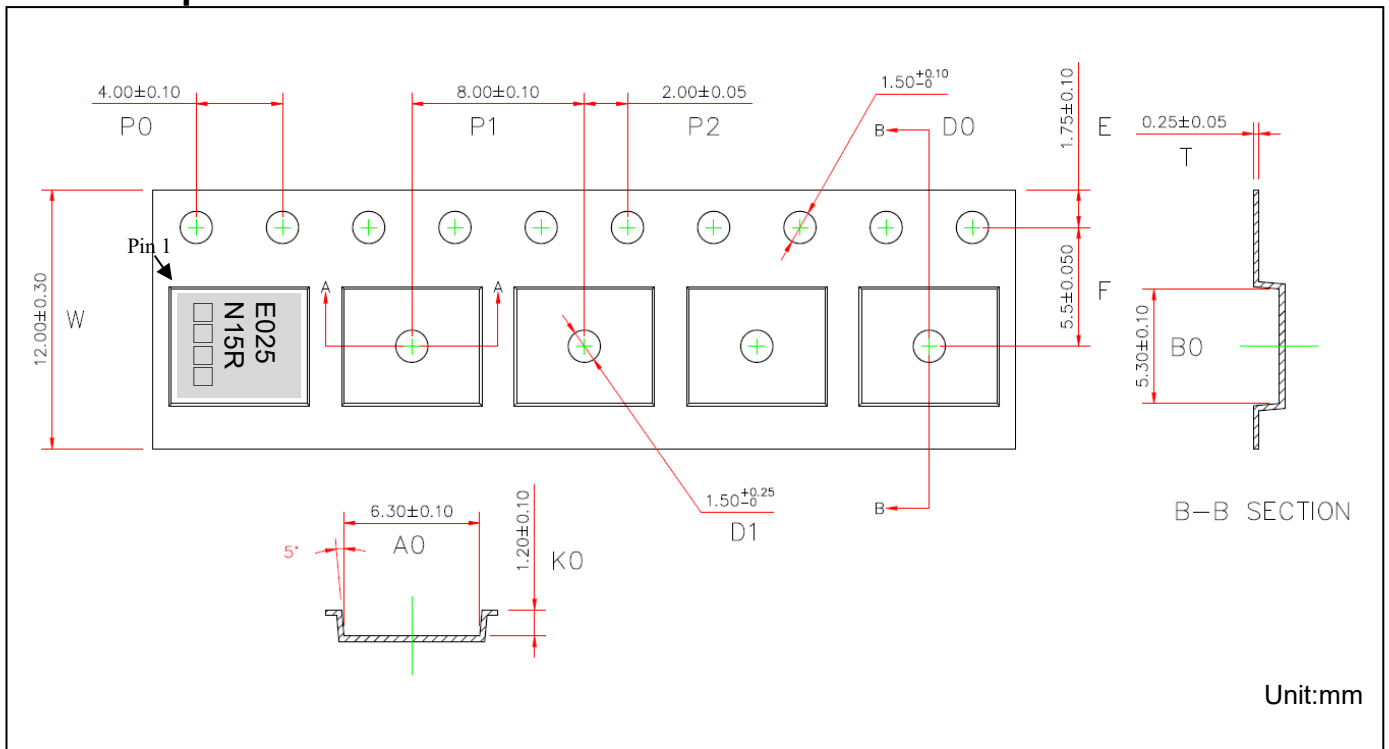 4.00±0.10
P0
8.00±0.10
P1
2.00±0.05
P2
1.50+0.10-0
D0
1.75±0.10
E
0.25±0.05
T
B
Pin 1
A
A
E025
N15R
□□□□
12.00±0.30
W
5.5±0.050
F
5.30±0.10
B0
1.50+0.25-0
D1
B
B-B SECTION
6.30±0.10
A0
5°
1.20±0.10
K0
Unit:mm